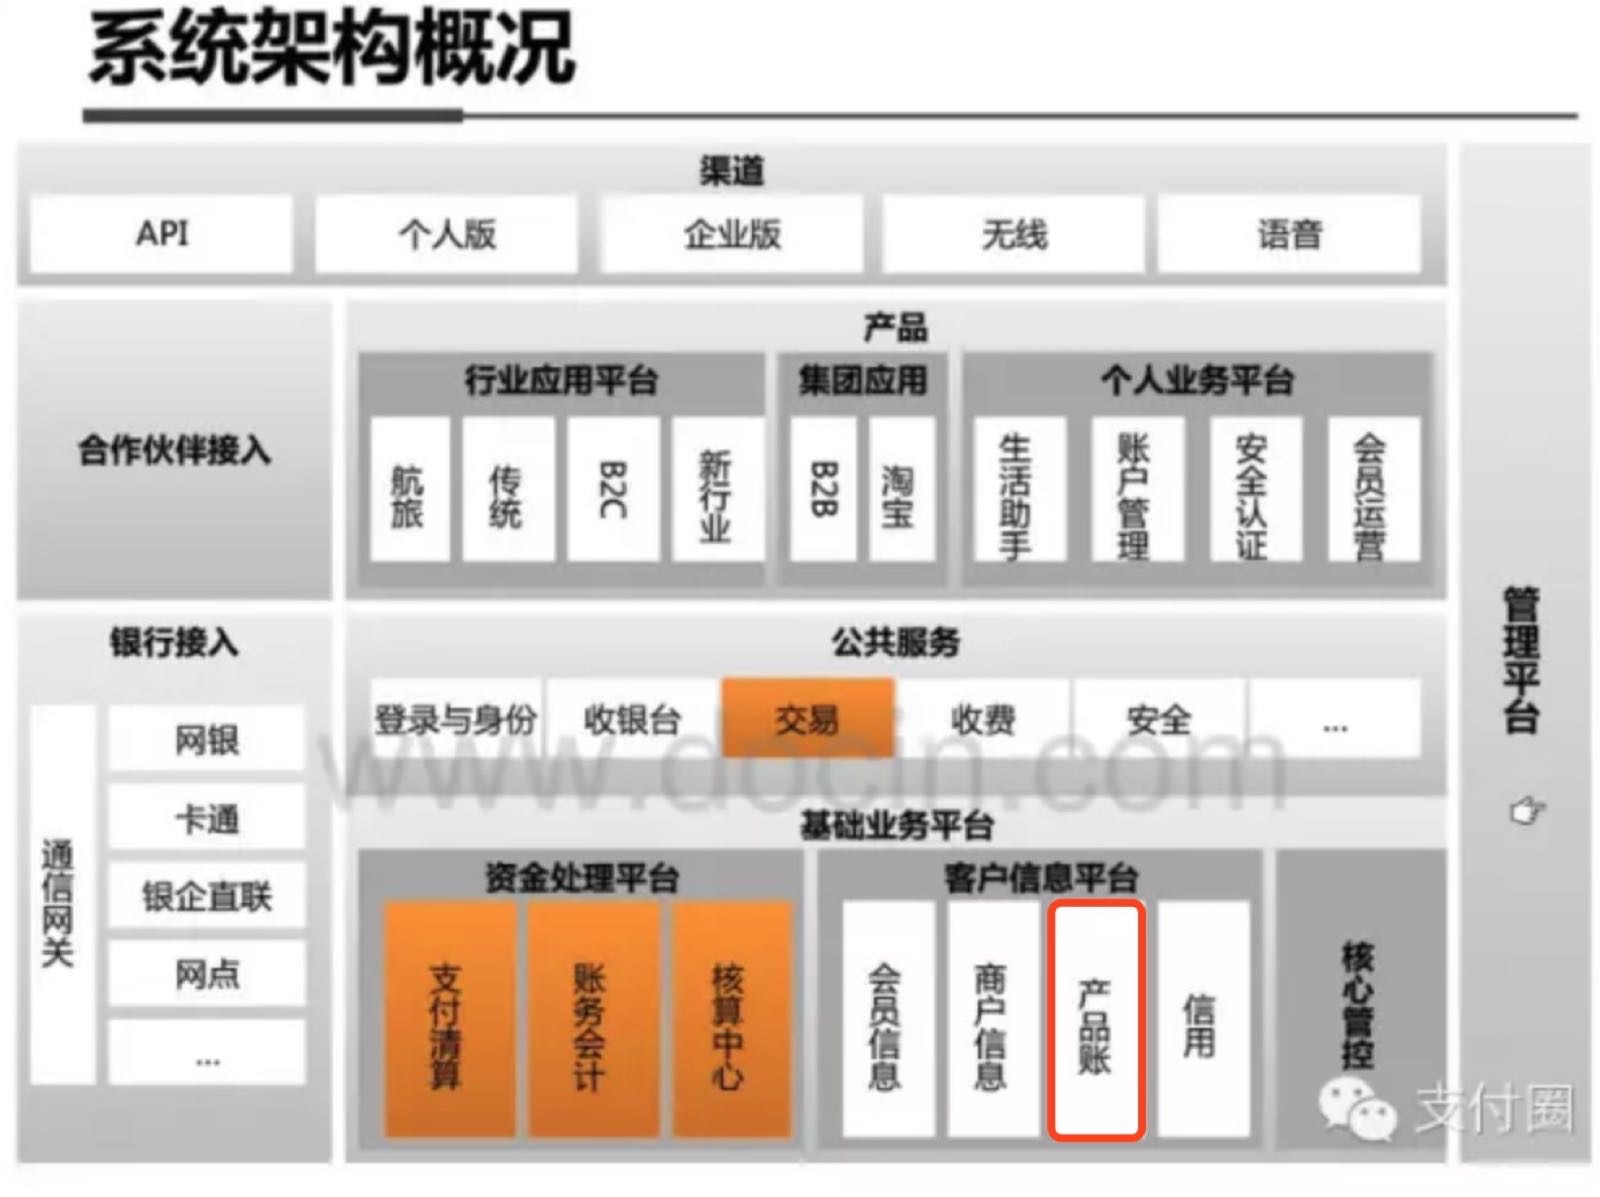 系统架构概况
渠道
API
个人版
企业版
无线
语音
合作伙伴接入
产品
行业应用平台
航旅
传统
B2C
新行业
集团应用
B2B
淘宝
个人业务平台
生活助手
账户管理
安全认证
会员运营
银行接入
通信网关
网银
卡通
银企直联
网点
...
公共服务
登录与身份
收银台
交易
收费
安全
...
www.docin.com
基础业务平台
资金处理平台
支付清算
账务会计
核算中心
客户信息平台
会员信息
商户信息
产品账
信用
核心管控
管理平台
支付圈